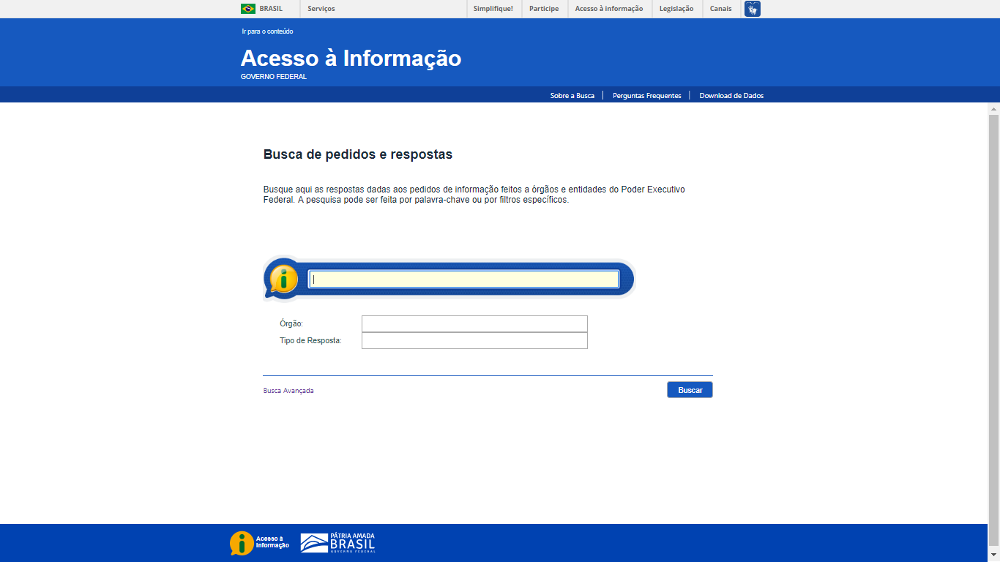 BRASIL Serviços Simplifique! Participe Acesso à informação Legislação Canais
Ir para o conteúdo
Acesso à Informação
GOVERNO FEDERAL
Sobre a Busca Perguntas Frequentes Download de Dados
Busca de pedidos e respostas
Busque aqui as respostas dadas aos pedidos de informação feitos a órgãos e entidades do Poder Executivo
Federal. A pesquisa pode ser feita por palavra-chave ou por filtros específicos.
Órgão:
Tipo de Resposta:
Busca Avançada Buscar
Acesso à
Informação
PÁTRIA AMADA
BRASIL
GOVERNO FEDERAL